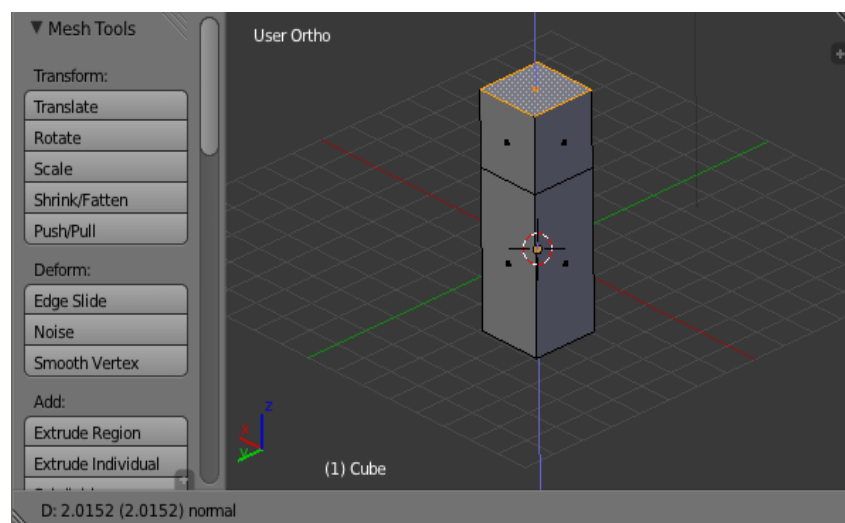 Mesh Tools
Transform:
Translate
Rotate
Scale
Shrink/Fatten
Push/Pull
Deform:
Edge Slide
Noise
Smooth Vertex
Add:
Extrude Region
Extrude Individual
User Ortho
z
x
y
(1) Cube
D: 2.0152 (2.0152) normal